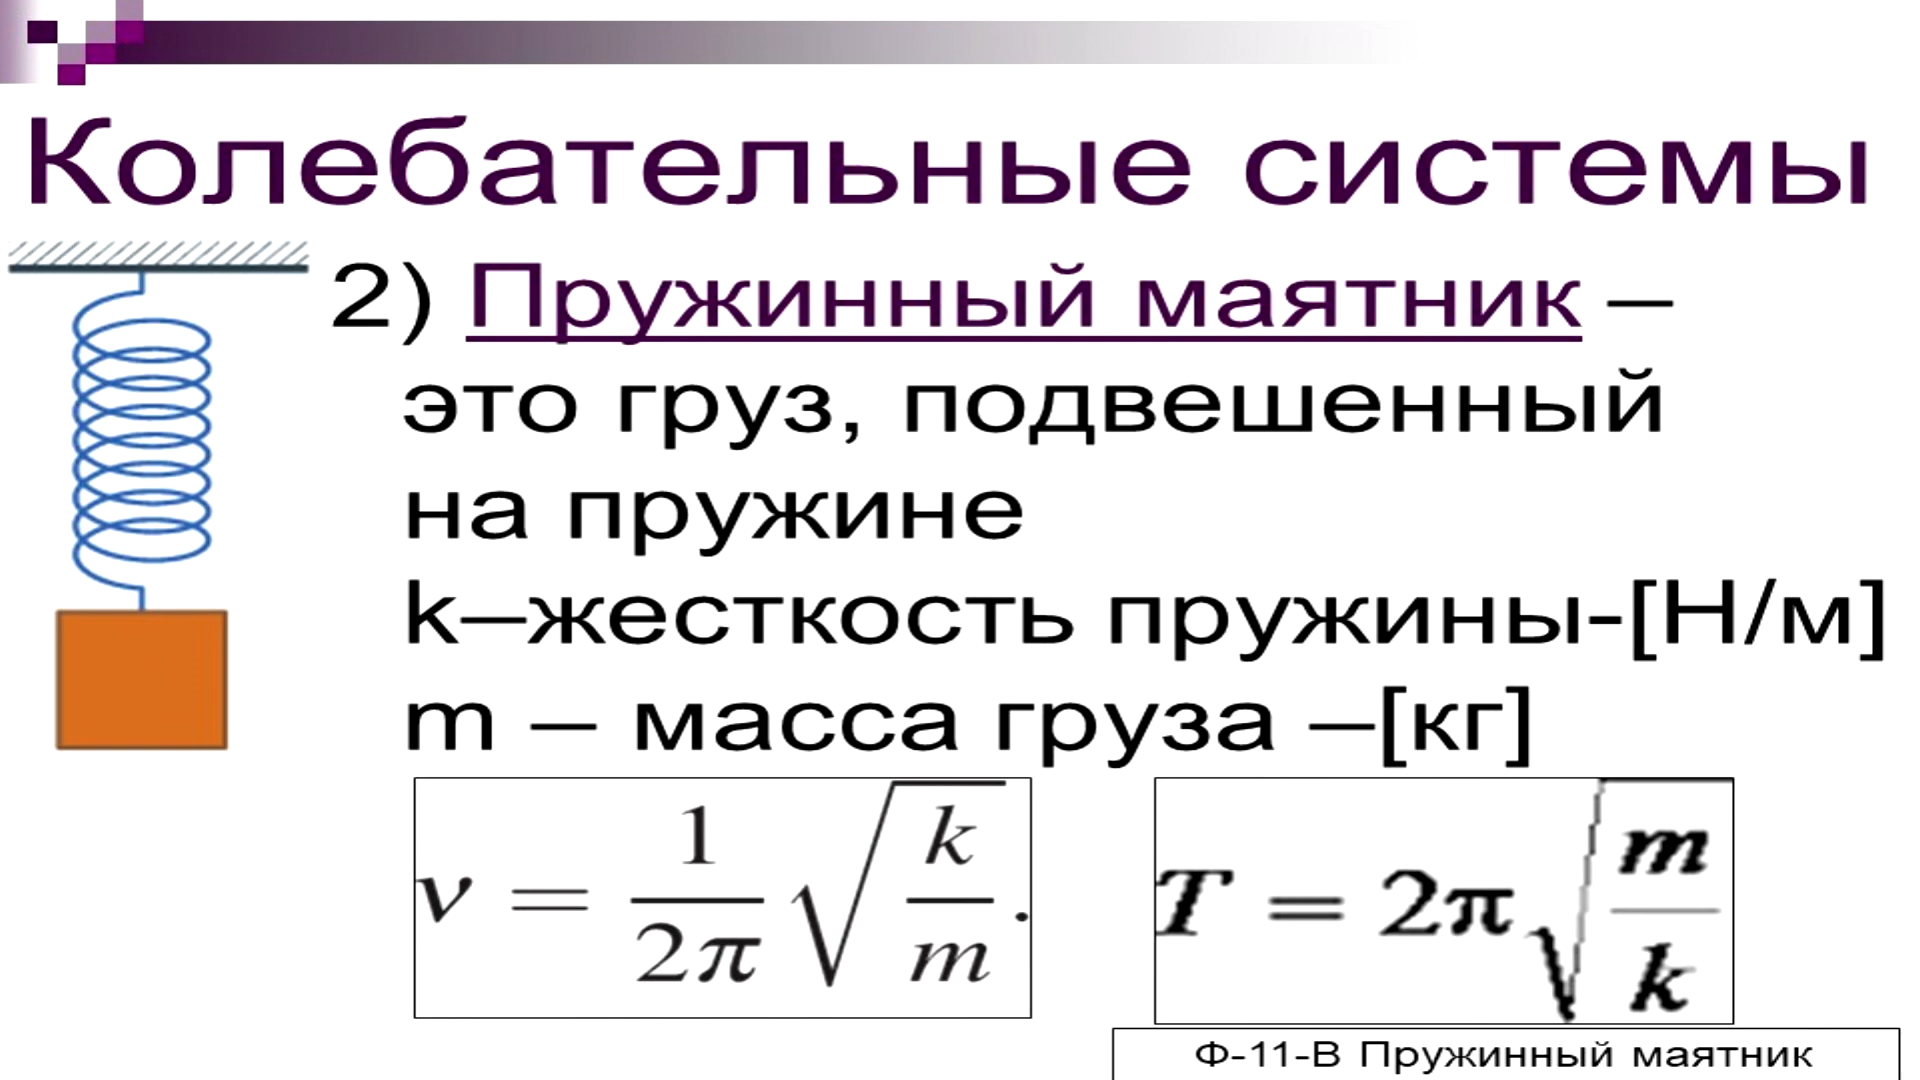 Колебательные системы
2) Пружинный маятник –
это груз, подвешенный
на пружине
k–жесткость пружины-[Н/м]
m – масса груза –[кг]
ν = 1/2π √k/m .
T = 2π√m/k
Ф-11-В Пружинный маятник